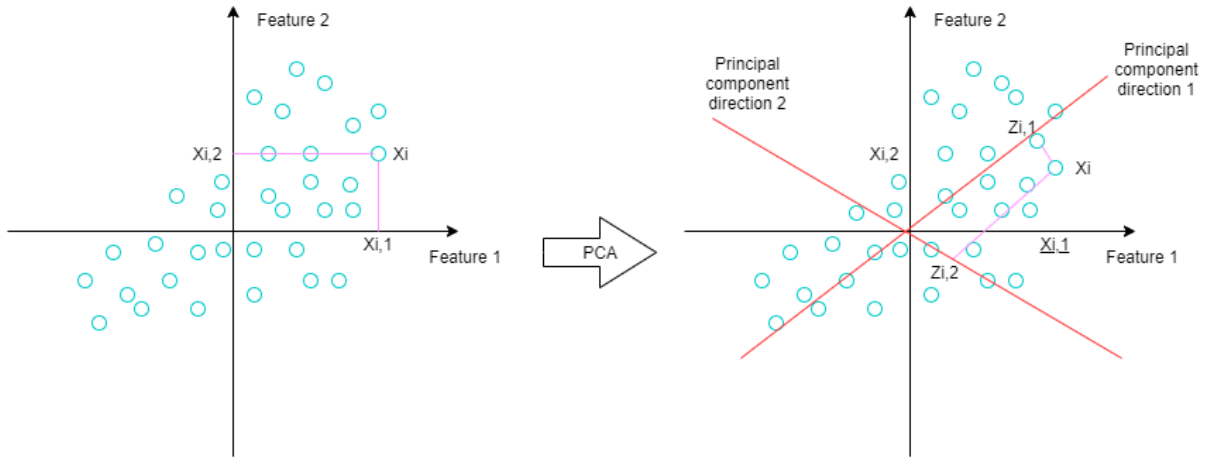 Feature 2
Xi,2
Xi
Xi,1
Feature 1
PCA
Feature 2
Principal
component
direction 2
Principal
component
direction 1
Zi,1
Xi,2
Xi
Xi,1
Feature 1
Zi,2